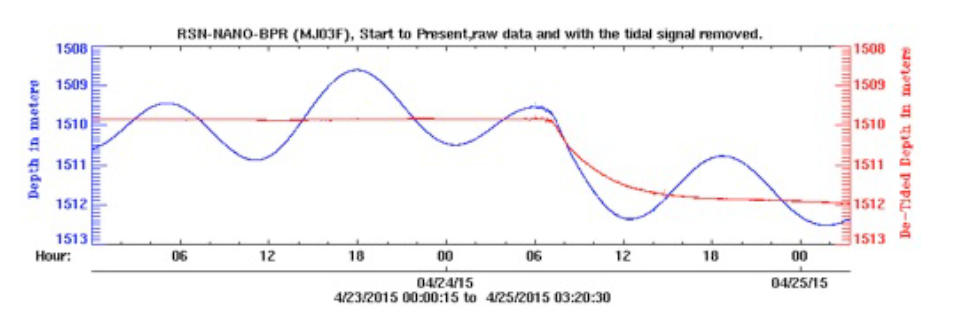 RSN-NANO-BPR (MJ03F), Start to Present,raw data and with the tidal signal removed.
1508
1509
1510
1511
1512
1513
Depth in meters
1508
1509
1510
1511
1512
1513
De-Tided Depth in meters
Hour: 06 12 18 00 06 12 18 00
04/24/15 04/25/15
4/23/2015 00:00:15 to 4/25/2015 03:20:30